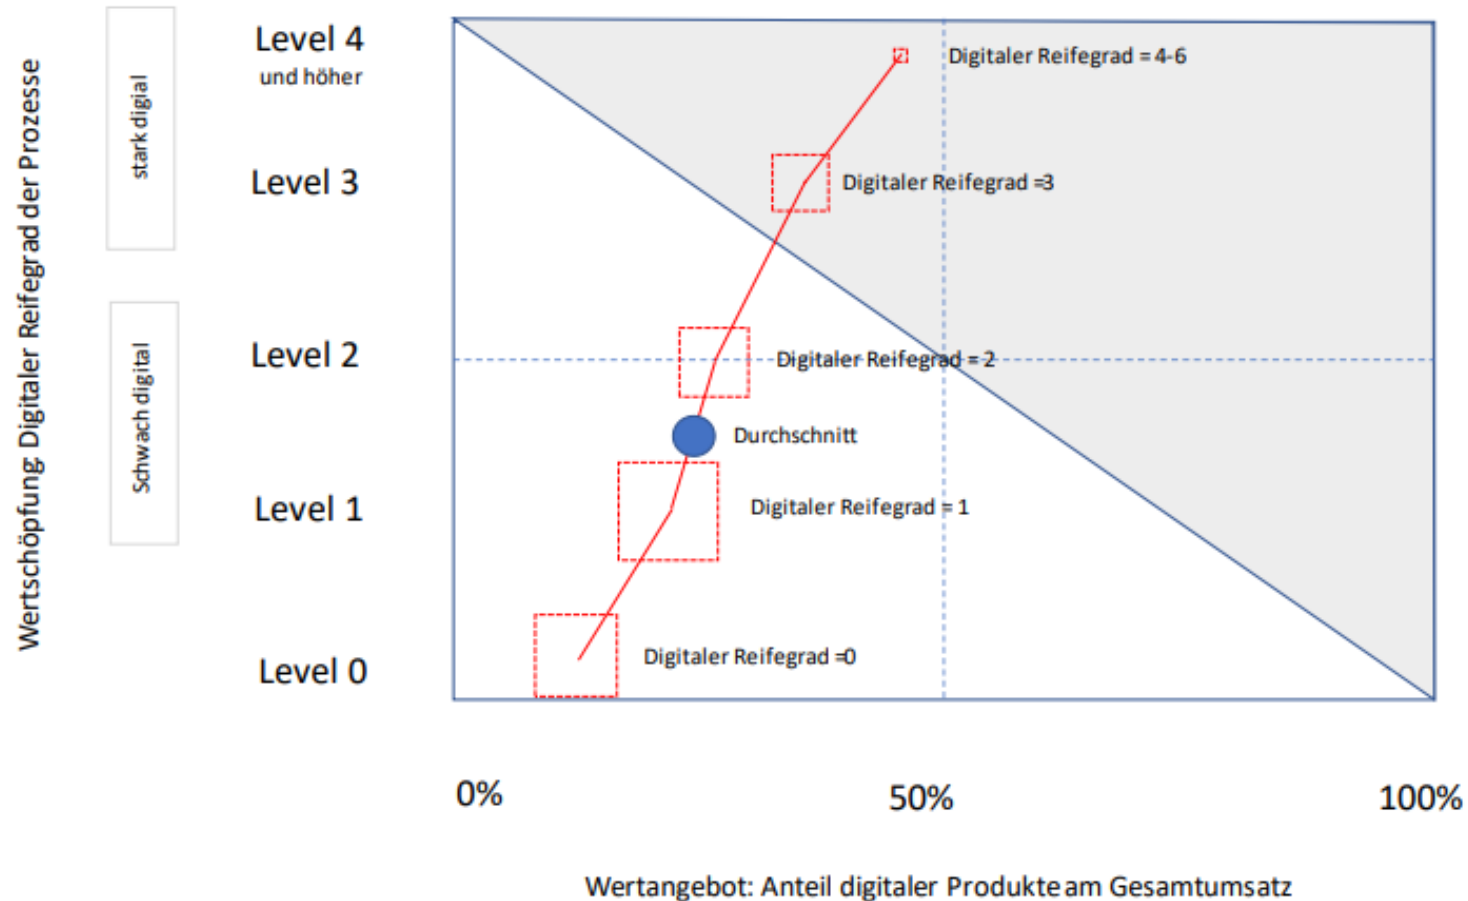 Wertschöpfung: Digitaler Reifegrad der Prozesse
stark digial
Schwach digital
Level 4
und höher
Level 3
Level 2
Level 1
Level 0
Digitaler Reifegrad = 4-6
Digitaler Reifegrad =3
Digitaler Reifegrad = 2
Durchschnitt
Digitaler Reifegrad = 1
Digitaler Reifegrad =0
0%
50%
100%
Wertangebot: Anteil digitaler Produkte am Gesamtumsatz